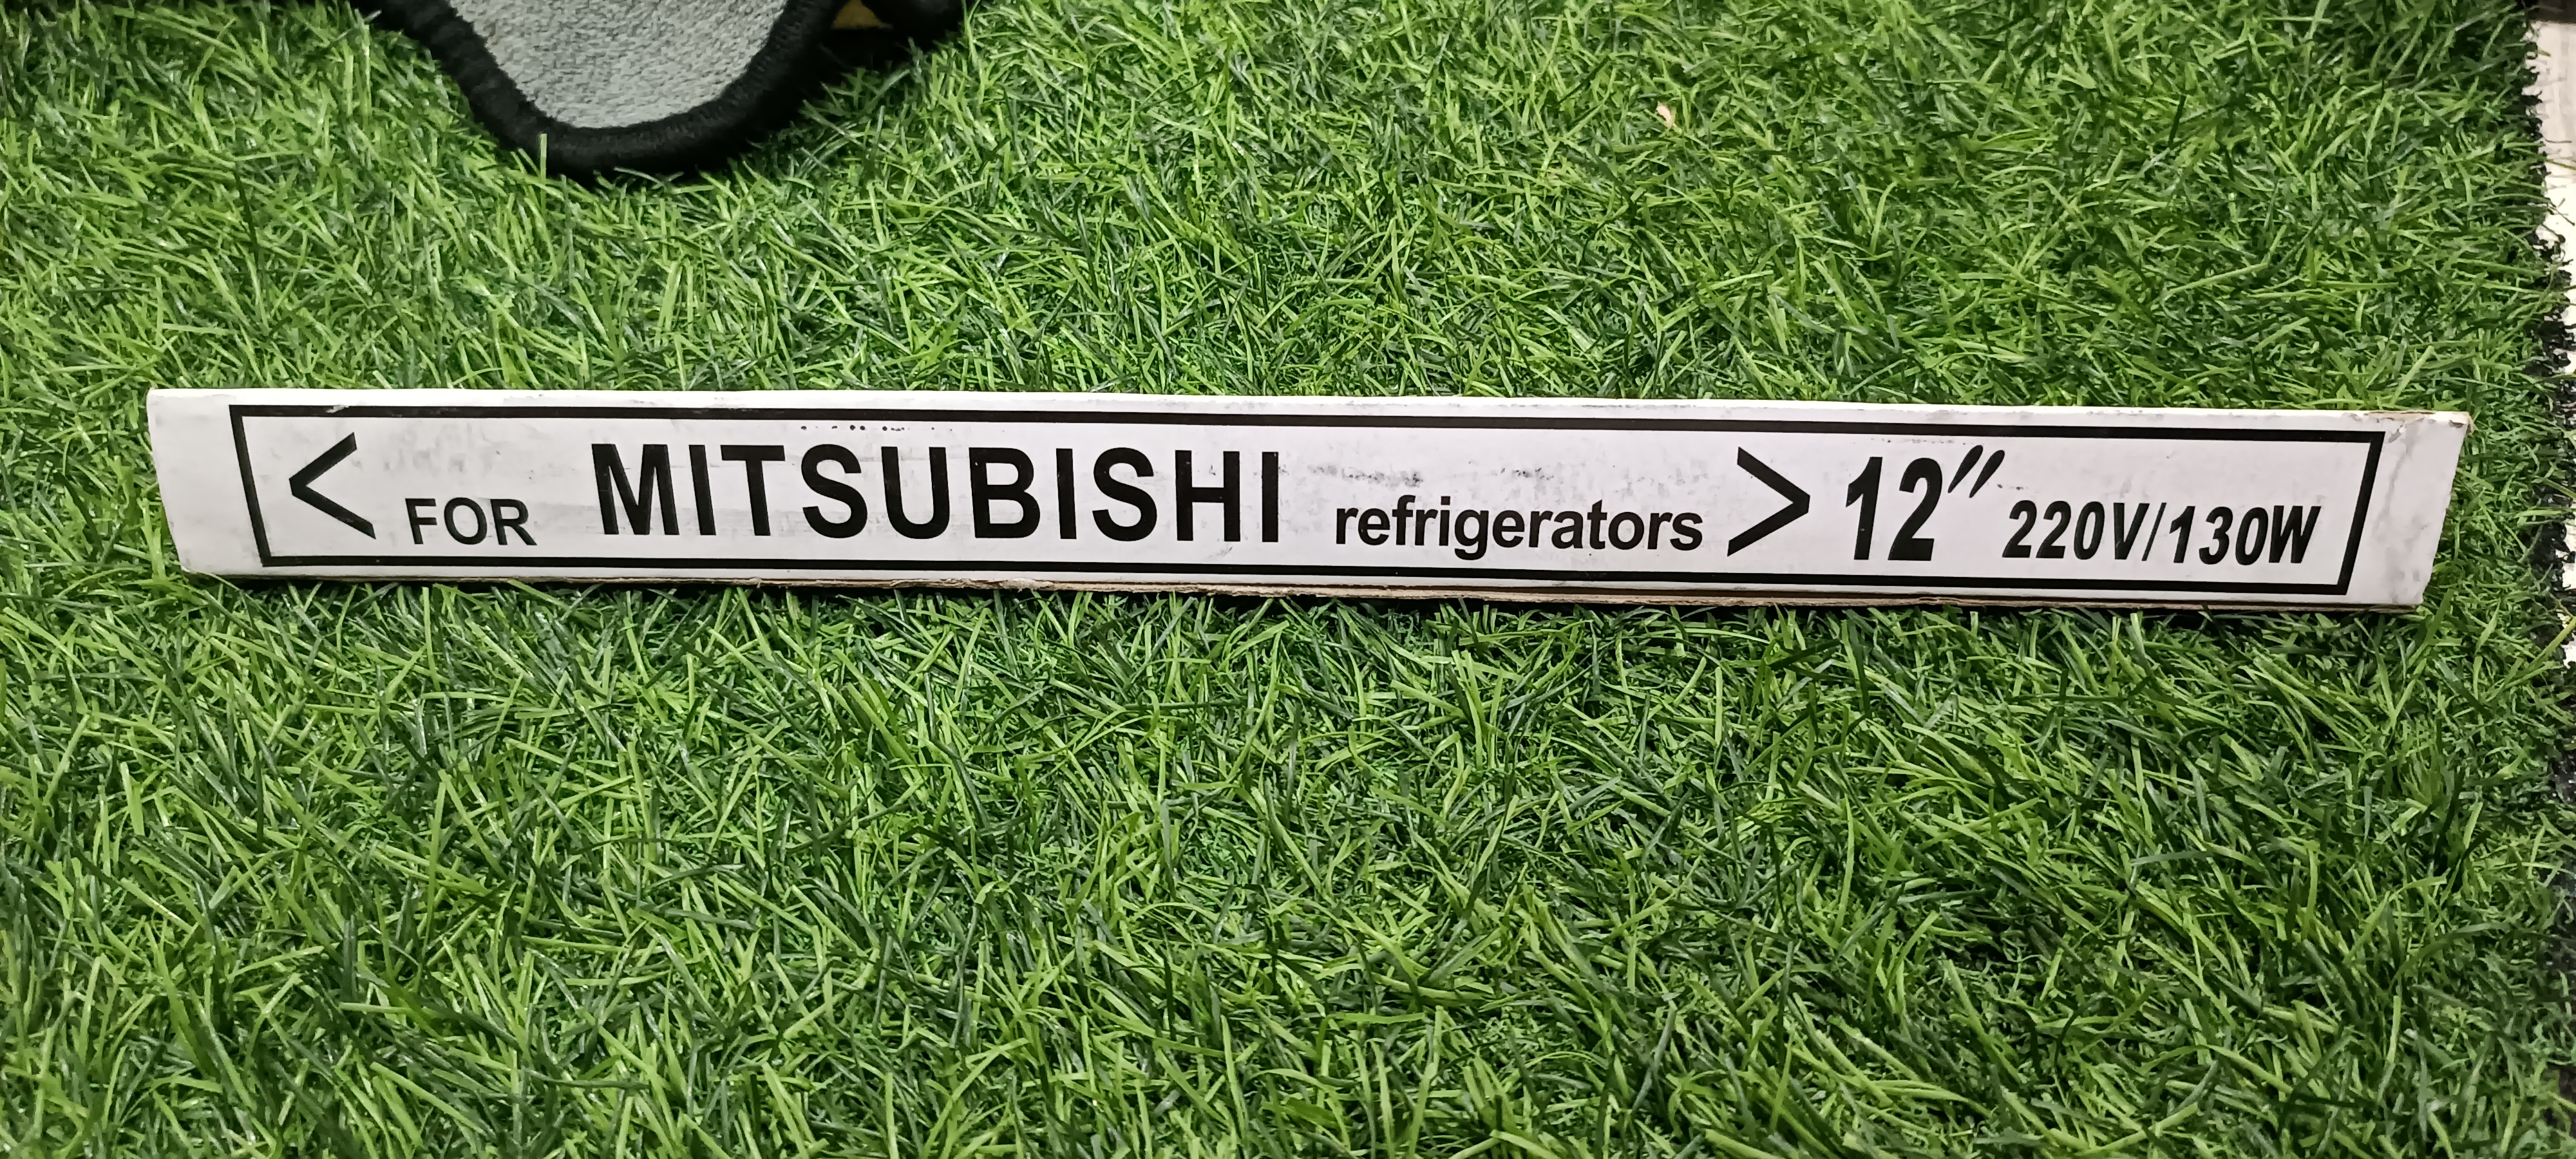 < FOR MITSUBISHI refrigerators > 12" 220V/130W